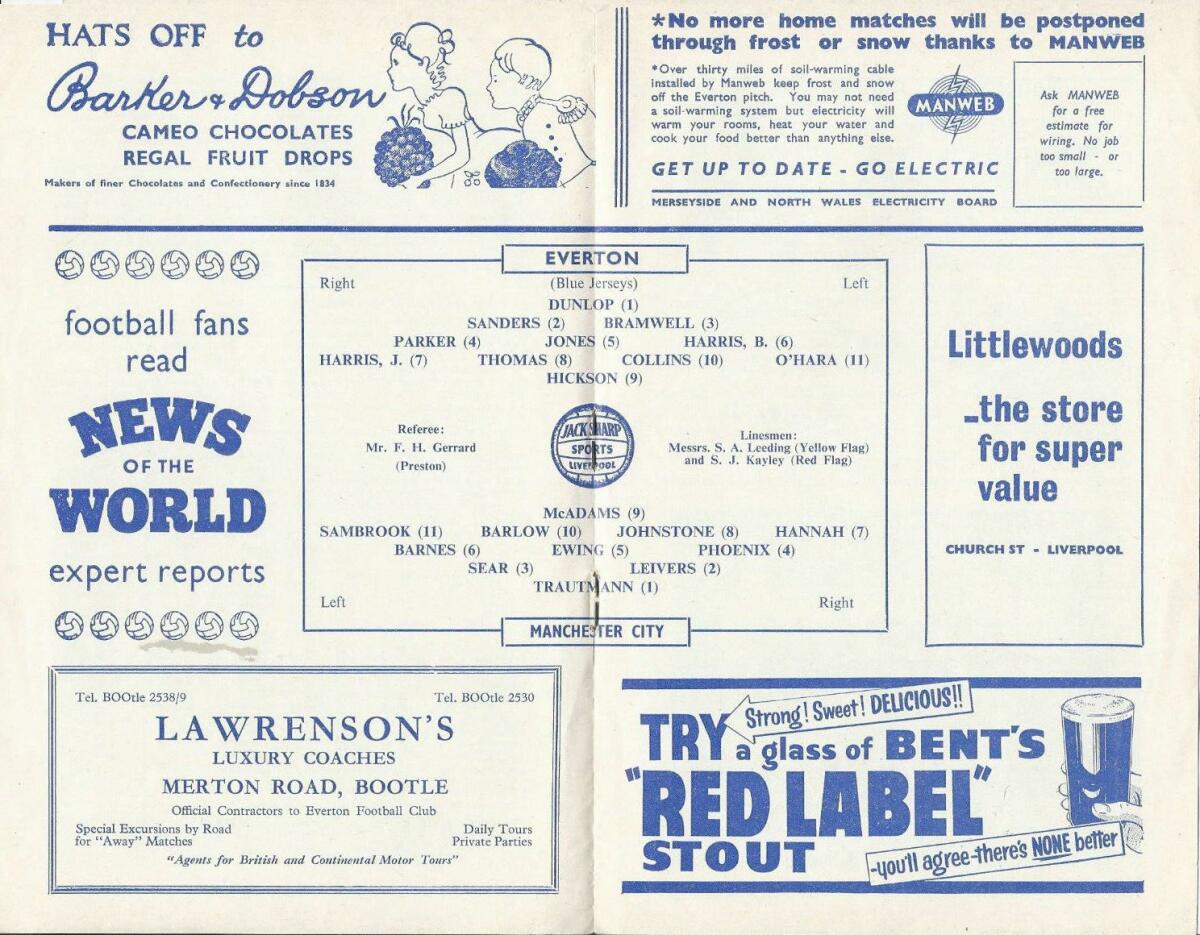 HATS OFF to
Barker & Dobson
CAMEO CHOCOLATES
REGAL FRUIT DROPS
Makers of finer Chocolates and Confectionery since 1834
*No more home matches will be postponed
through frost or snow thanks to MANWEB
*Over thirty miles of soil-warming cable
installed by Manweb keep frost and snow
off the Everton pitch. You may not need
a soil-warming system but electricity will
warm your rooms, heat your water and
cook your food better than anything else.
MANWEB
GET UP TO DATE - GO ELECTRIC
MERSEYSIDE AND NORTH WALES ELECTRICITY BOARD
Ask MANWEB
for a free
estimate for
wiring. No job
too small - or
too large.
football fans
read
NEWS
OF THE
WORLD
expert reports
EVERTON
Right (Blue Jerseys) Left
DUNLOP (1)
SANDERS (2) BRAMWELL (3)
PARKER (4) JONES (5) HARRIS, B. (6)
HARRIS, J. (7) THOMAS (8) COLLINS (10) O'HARA (11)
HICKSON (9)
Referee:
Mr. F. H. Gerrard
(Preston)
JACK SHARP
SPORTS
LIVERPOOL
Linesmen:
Messrs. S. A. Leeding (Yellow Flag)
and S. J. Kayley (Red Flag)
McADAMS (9)
SAMBROOK (11) BARLOW (10) JOHNSTONE (8) HANNAH (7)
BARNES (6) EWING (5) PHOENIX (4)
SEAR (3) LEIVERS (2)
TRAUTMANN (1)
Left Right
MANCHESTER CITY
Littlewoods
...the store
for super
value
CHURCH ST - LIVERPOOL
Tel. BOOtle 2538/9 Tel. BOOtle 2530
LAWRENSON'S
LUXURY COACHES
MERTON ROAD, BOOTLE
Official Contractors to Everton Football Club
Special Excursions by Road Daily Tours
for "Away" Matches Private Parties
"Agents for British and Continental Motor Tours"
Strong! Sweet! DELICIOUS!!
TRY a glass of BENT'S
"RED LABEL"
STOUT
-you'll agree-there's NONE better